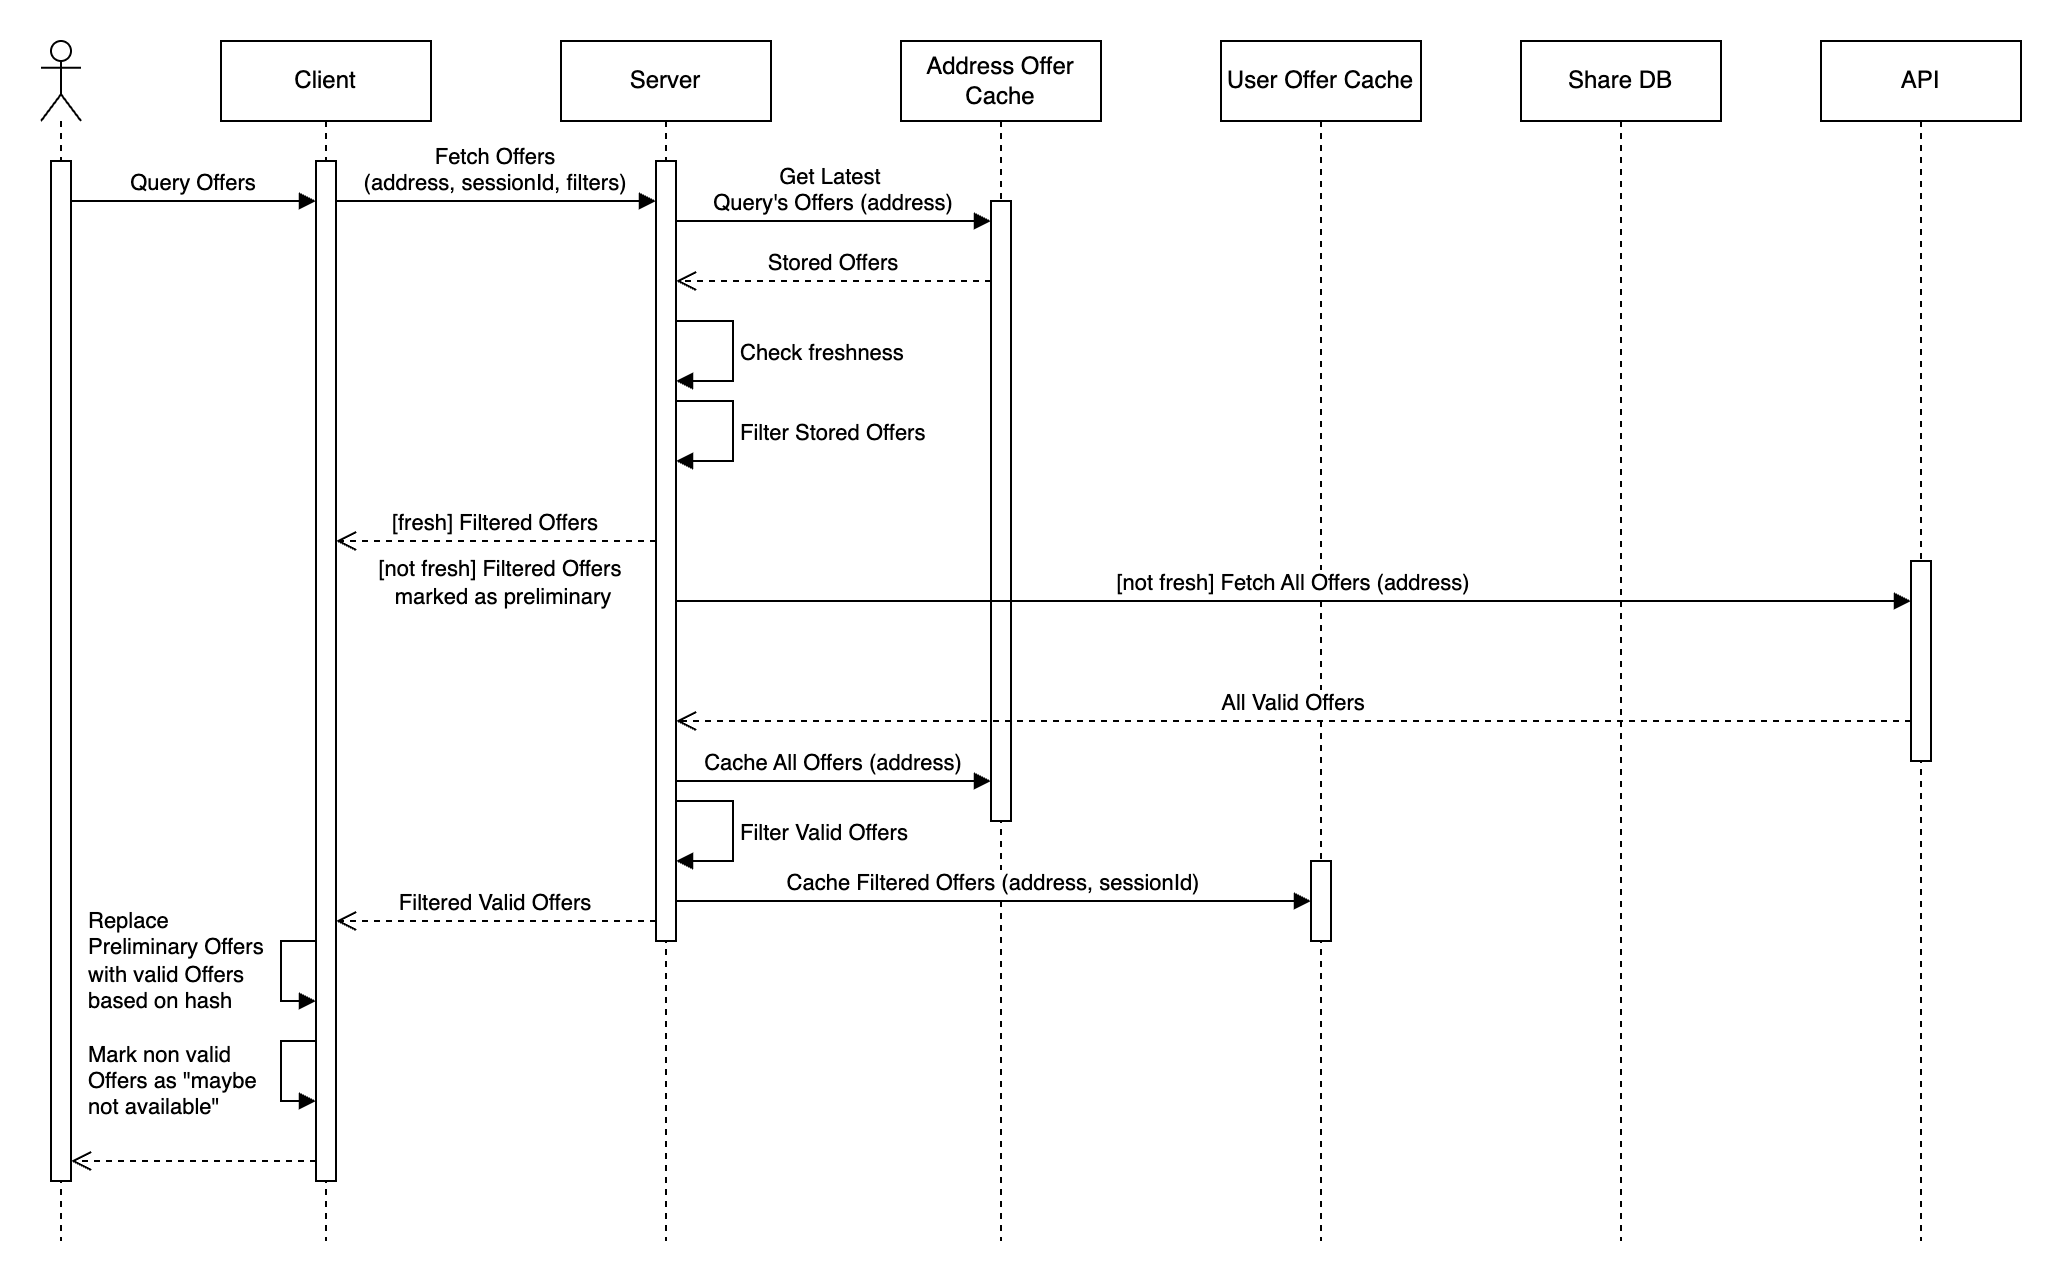 Client
Server
Address Offer
Cache
User Offer Cache
Share DB
API
Query Offers
Fetch Offers
(address, sessionId, filters)
Get Latest
Query's Offers (address)
Stored Offers
Check freshness
Filter Stored Offers
[fresh] Filtered Offers
[not fresh] Filtered Offers
marked as preliminary
[not fresh] Fetch All Offers (address)
All Valid Offers
Cache All Offers (address)
Filter Valid Offers
Cache Filtered Offers (address, sessionId)
Filtered Valid Offers
Replace
Preliminary Offers
with valid Offers
based on hash
Mark non valid
Offers as "maybe
not available"